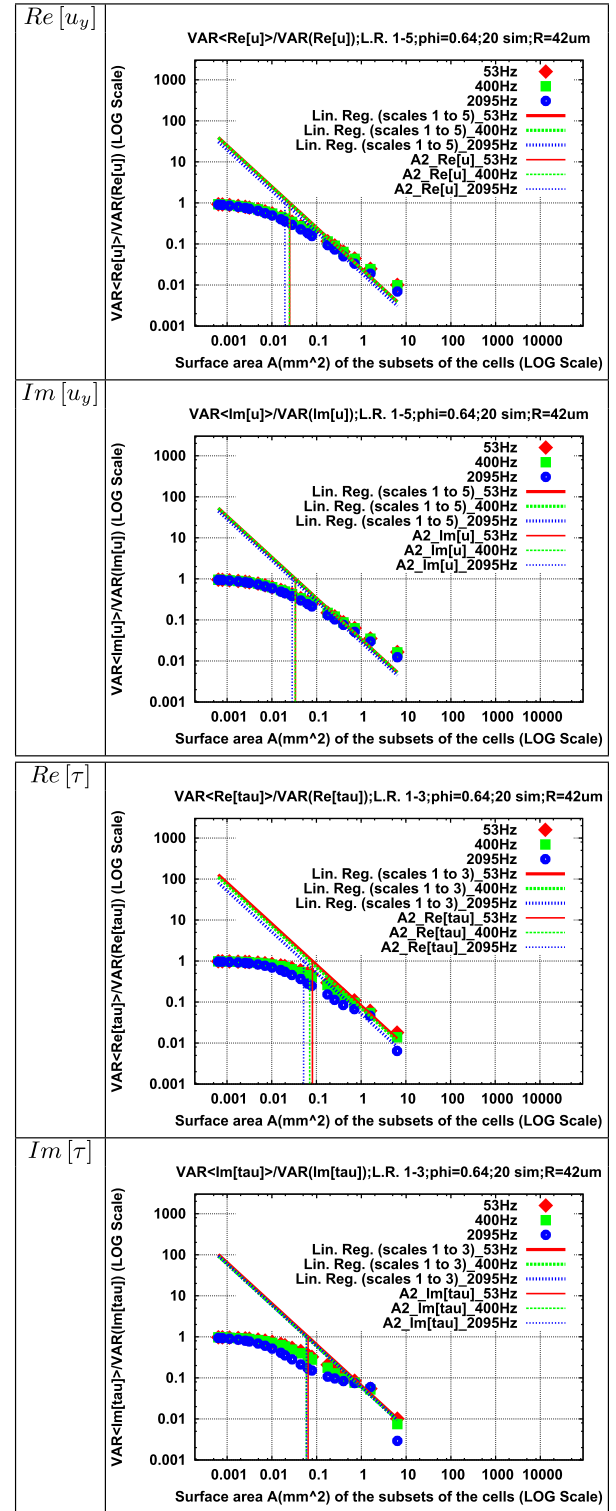 Re [u_y]
VAR<Re[u]>/VAR(Re[u]);L.R. 1-5;phi=0.64;20 sim;R=42um
VAR<Re[u]>/VAR(Re[u]) (LOG Scale)
1000
100
10
1
0.1
0.01
0.001
53Hz
400Hz
2095Hz
Lin. Reg. (scales 1 to 5)_53Hz
Lin. Reg. (scales 1 to 5)_400Hz
Lin. Reg. (scales 1 to 5)_2095Hz
A2_Re[u]_53Hz
A2_Re[u]_400Hz
A2_Re[u]_2095Hz
0.001 0.01 0.1 1 10 100 1000 10000
Surface area A(mm^2) of the subsets of the cells (LOG Scale)
Im [u_y]
VAR<Im[u]>/VAR(Im[u]);L.R. 1-5;phi=0.64;20 sim;R=42um
VAR<Im[u]>/VAR(Im[u]) (LOG Scale)
1000
100
10
1
0.1
0.01
0.001
53Hz
400Hz
2095Hz
Lin. Reg. (scales 1 to 5)_53Hz
Lin. Reg. (scales 1 to 5)_400Hz
Lin. Reg. (scales 1 to 5)_2095Hz
A2_Im[u]_53Hz
A2_Im[u]_400Hz
A2_Im[u]_2095Hz
0.001 0.01 0.1 1 10 100 1000 10000
Surface area A(mm^2) of the subsets of the cells (LOG Scale)
Re [τ]
VAR<Re[tau]>/VAR(Re[tau]);L.R. 1-3;phi=0.64;20 sim;R=42um
VAR<Re[tau]>/VAR(Re[tau]) (LOG Scale)
1000
100
10
1
0.1
0.01
0.001
53Hz
400Hz
2095Hz
Lin. Reg. (scales 1 to 3)_53Hz
Lin. Reg. (scales 1 to 3)_400Hz
Lin. Reg. (scales 1 to 3)_2095Hz
A2_Re[tau]_53Hz
A2_Re[tau]_400Hz
A2_Re[tau]_2095Hz
0.001 0.01 0.1 1 10 100 1000 10000
Surface area A(mm^2) of the subsets of the cells (LOG Scale)
Im [τ]
VAR<Im[tau]>/VAR(Im[tau]);L.R. 1-3;phi=0.64;20 sim;R=42um
VAR<Im[tau]>/VAR(Im[tau]) (LOG Scale)
1000
100
10
1
0.1
0.01
0.001
53Hz
400Hz
2095Hz
Lin. Reg. (scales 1 to 3)_53Hz
Lin. Reg. (scales 1 to 3)_400Hz
Lin. Reg. (scales 1 to 3)_2095Hz
A2_Im[tau]_53Hz
A2_Im[tau]_400Hz
A2_Im[tau]_2095Hz
0.001 0.01 0.1 1 10 100 1000 10000
Surface area A(mm^2) of the subsets of the cells (LOG Scale)